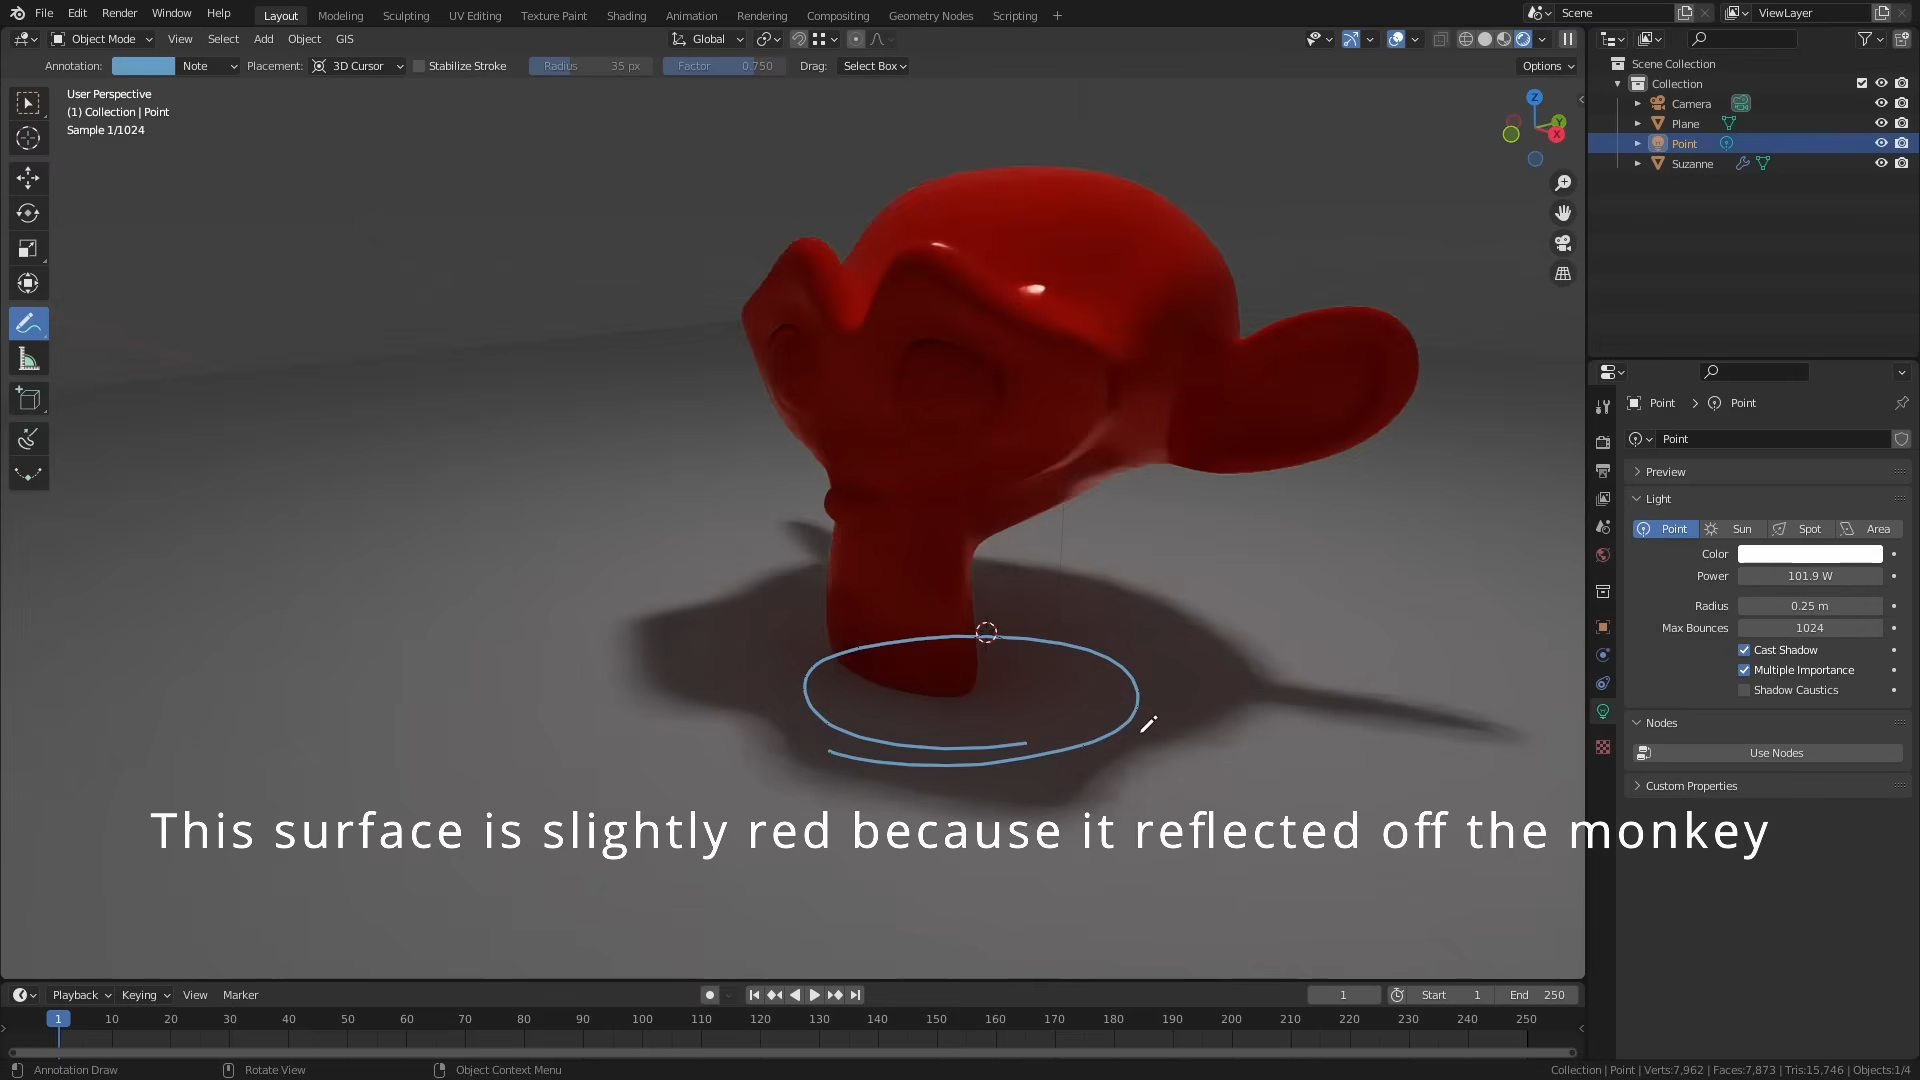 File Edit Render Window Help Layout Modeling Sculpting UV Editing Texture Paint Shading Animation Rendering Compositing Geometry Nodes Scripting + Scene ViewLayer
Object Mode View Select Add Object GIS Global
Annotation: Note Placement: 3D Cursor Stabilize Stroke Radius 35 px Factor 0.750 Drag: Select Box Options
User Perspective
(1) Collection | Point
Sample 1/1024
Z
Y
X
Scene Collection
Collection
Camera
Plane
Point
Suzanne
Point > Point
Point
Preview
Light
Point Sun Spot Area
Color
Power 101.9 W
Radius 0.25 m
Max Bounces 1024
Cast Shadow
Multiple Importance
Shadow Caustics
Nodes
Use Nodes
Custom Properties
This surface is slightly red because it reflected off the monkey
Playback Keying View Marker 1 Start 1 End 250
1 10 20 30 40 50 60 70 80 90 100 110 120 130 140 150 160 170 180 190 200 210 220 230 240 250
Annotation Draw Rotate View Object Context Menu Collection | Point | Verts:7,962 | Faces:7,873 | Tris:15,746 | Objects:1/4